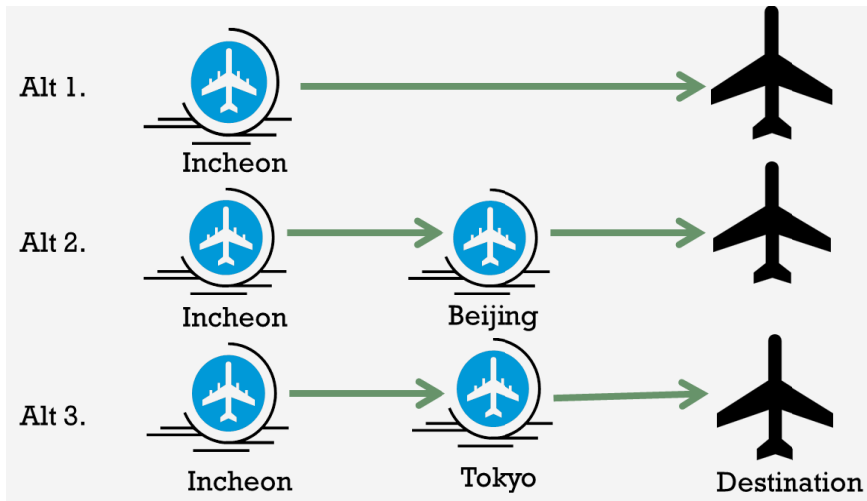 Alt 1.
Incheon
Alt 2.
Incheon
Beijing
Alt 3.
Incheon
Tokyo
Destination